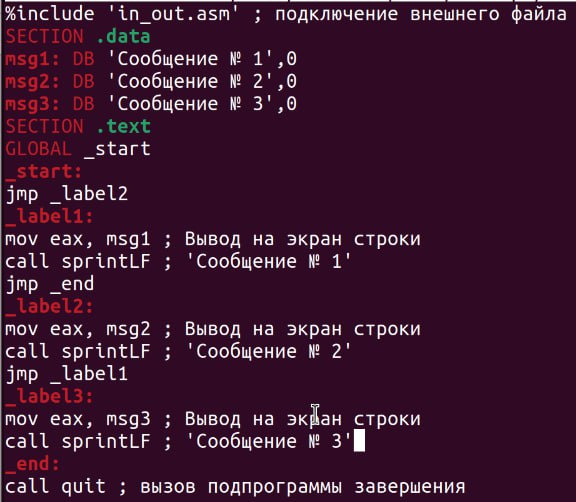 %include 'in_out.asm' ; подключение внешнего файла
SECTION .data
msg1: DB 'Сообщение № 1',0
msg2: DB 'Сообщение № 2',0
msg3: DB 'Сообщение № 3',0
SECTION .text
GLOBAL _start
_start:
jmp _label2
_label1:
mov eax, msg1 ; Вывод на экран строки
call sprintLF ; 'Сообщение № 1'
jmp _end
_label2:
mov eax, msg2 ; Вывод на экран строки
call sprintLF ; 'Сообщение № 2'
jmp _label1
_label3:
mov eax, msg3 ; Вывод на экран строки
call sprintLF ; 'Сообщение № 3'
_end:
call quit ; вызов подпрограммы завершения